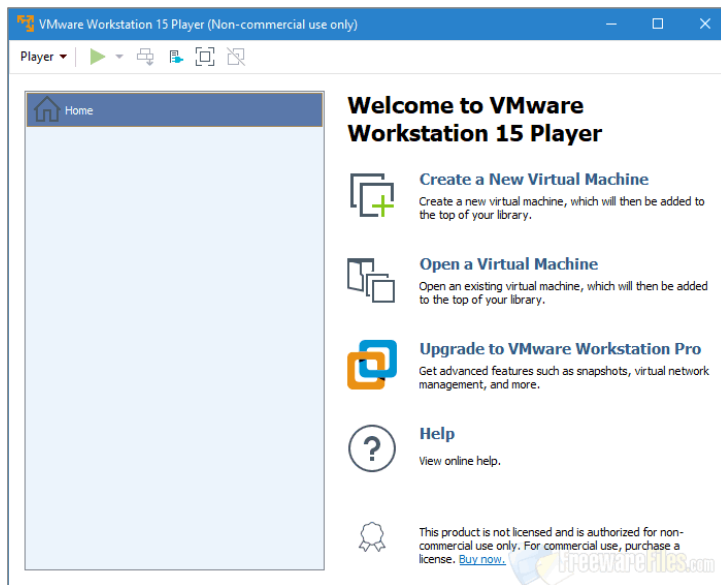 VMware Workstation 15 Player (Non-commercial use only)
Player
Home
Welcome to VMware
Workstation 15 Player
Create a New Virtual Machine
Create a new virtual machine, which will then be added to
the top of your library.
Open a Virtual Machine
Open an existing virtual machine, which will then be added
to the top of your library.
Upgrade to VMware Workstation Pro
Get advanced features such as snapshots, virtual network
management, and more.
?
Help
View online help.
This product is not licensed and is authorized for non-
commercial use only. For commercial use, purchase a
license. Buy now.
FreewareFiles.com